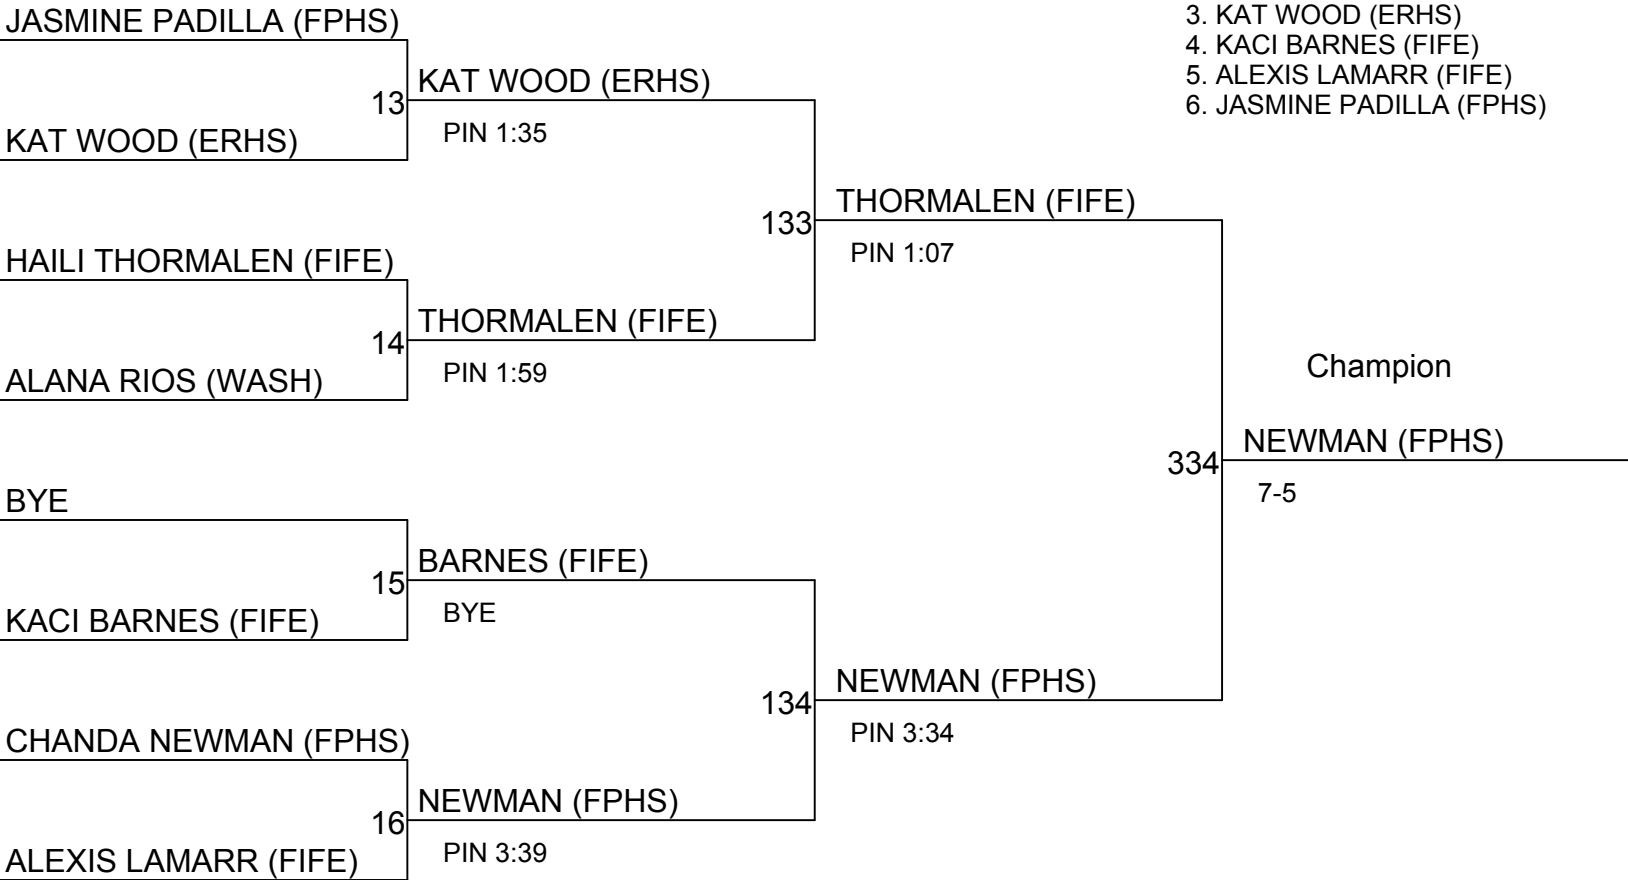 JASMINE PADILLA (FPHS)
13
KAT WOOD (ERHS)
KAT WOOD (ERHS)
PIN 1:35
HAILI THORMALEN (FIFE)
14
ALANA RIOS (WASH)
THORMALEN (FIFE)
PIN 1:59
133
THORMALEN (FIFE)
PIN 1:07
BYE
15
KACI BARNES (FIFE)
BARNES (FIFE)
BYE
CHANDA NEWMAN (FPHS)
16
ALEXIS LAMARR (FIFE)
NEWMAN (FPHS)
PIN 3:39
134
NEWMAN (FPHS)
PIN 3:34
334
Champion
NEWMAN (FPHS)
7-5
3. KAT WOOD (ERHS)
4. KACI BARNES (FIFE)
5. ALEXIS LAMARR (FIFE)
6. JASMINE PADILLA (FPHS)